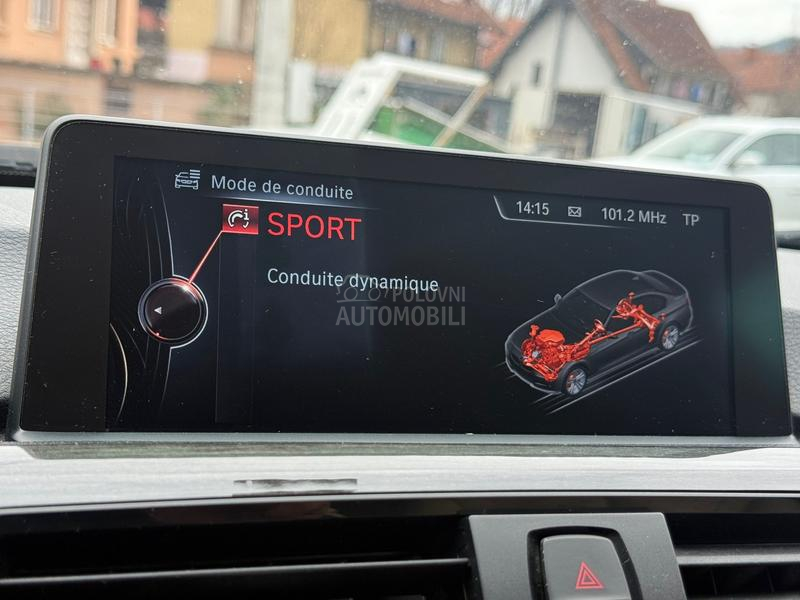 Mode de conduite
14:15 101.2 MHz TP
SPORT
Conduite dynamique
POLOVNI
AUTOMOBILI